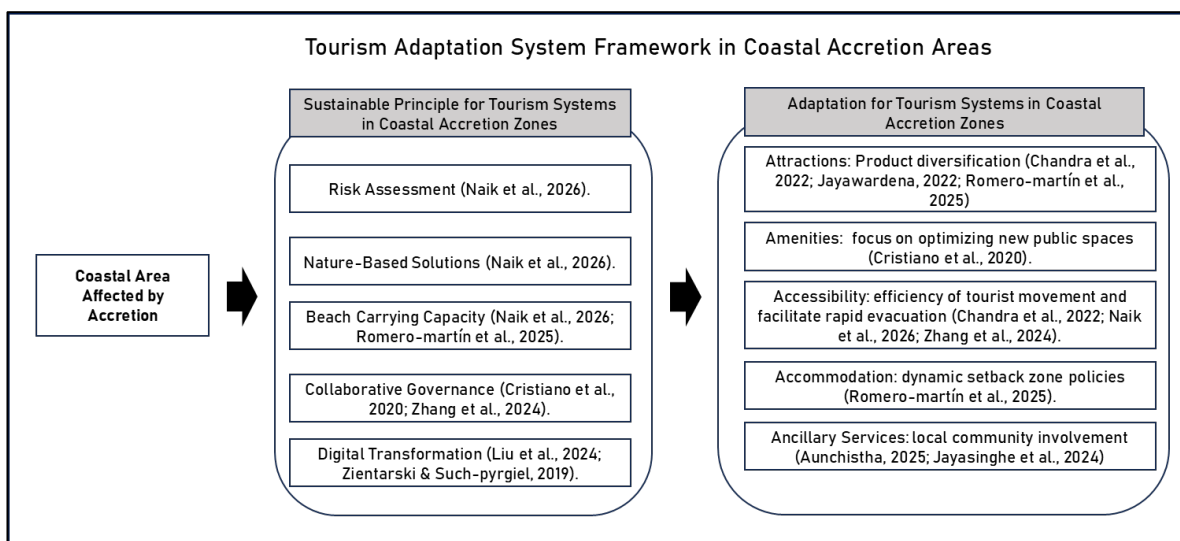 Tourism Adaptation System Framework in Coastal Accretion Areas
Coastal Area
Affected by
Accretion
Sustainable Principle for Tourism Systems
in Coastal Accretion Zones
Risk Assessment (Naik et al., 2026).
Nature-Based Solutions (Naik et al., 2026).
Beach Carrying Capacity (Naik et al., 2026;
Romero-martín et al., 2025).
Collaborative Governance (Cristiano et al.,
2020; Zhang et al., 2024).
Digital Transformation (Liu et al., 2024;
Zientarski & Such-pyrgiel, 2019).
Adaptation for Tourism Systems in Coastal
Accretion Zones
Attractions: Product diversification (Chandra et al.,
2022; Jayawardena, 2022; Romero-martín et al.,
2025)
Amenities:  focus on optimizing new public spaces
(Cristiano et al., 2020).
Accessibility: efficiency of tourist movement and
facilitate rapid evacuation (Chandra et al., 2022; Naik
et al., 2026; Zhang et al., 2024).
Accommodation: dynamic setback zone policies
(Romero-martín et al., 2025).
Ancillary Services: local community involvement
(Aunchistha, 2025; Jayasinghe et al., 2024)